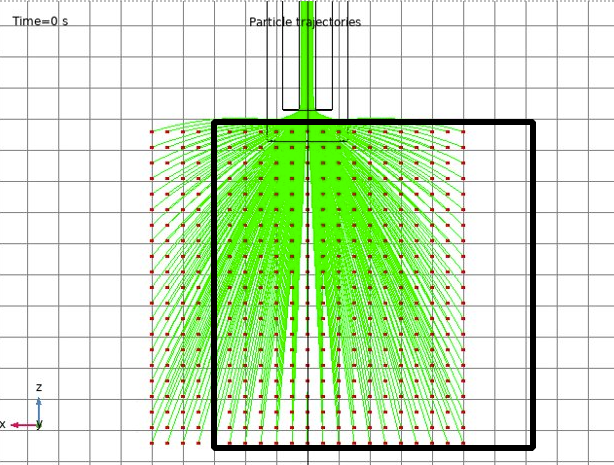 Time=0 s
Particle trajectories
z
x
y